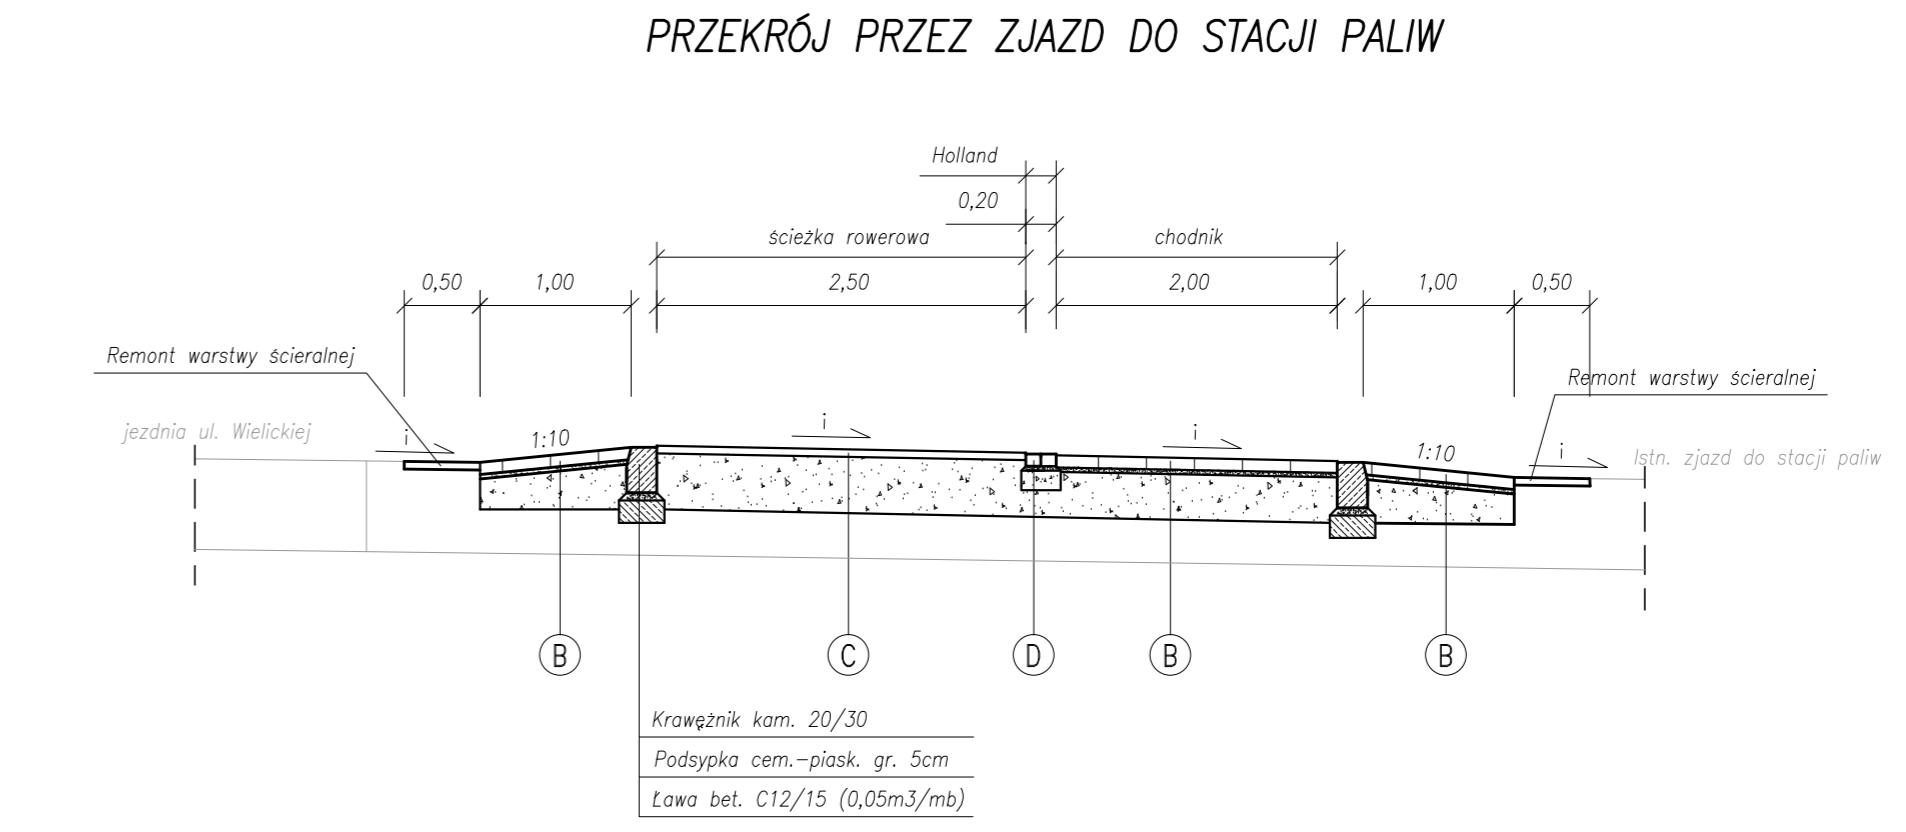 PRZEKRÓJ PRZEZ ZJAZD DO STACJI PALIW
Holland
0,20
ścieżka rowerowa
chodnik
0,50
1,00
2,50
2,00
1,00
0,50
Remont warstwy ścieralnej
Remont warstwy ścieralnej
jezdnia ul. Wielickiej
i
1:10
i
i
1:10
i
Istn. zjazd do stacji paliw
B
C
D
B
B
Krawężnik kam. 20/30
Podsypka cem.-piask. gr. 5cm
Ława bet. C12/15 (0,05m3/mb)